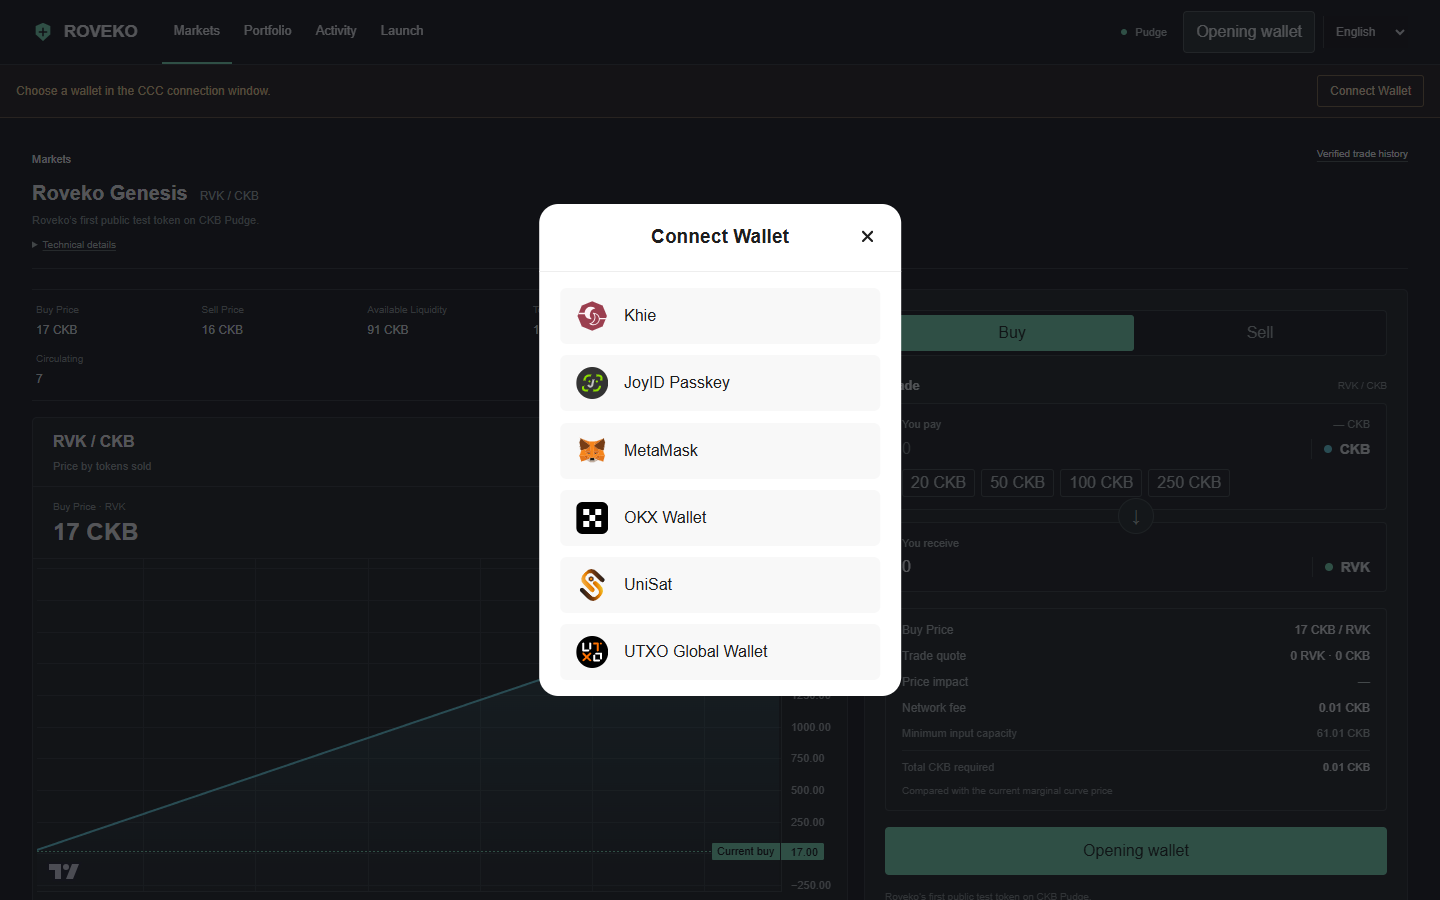 ROVEKO
Markets
Portfolio
Activity
Launch
Pudge
Opening wallet
English
Choose a wallet in the CCC connection window.
Connect Wallet
Markets
Verified trade history
Roveko Genesis
RVK / CKB
Roveko's first public test token on CKB Pudge.
Technical details
Connect Wallet
Khie
JoyID Passkey
MetaMask
OKX Wallet
UniSat
UTXO Global Wallet
Buy Price
17 CKB
Sell Price
16 CKB
Available Liquidity
91 CKB
Circulating
7
RVK / CKB
Price by tokens sold
Buy Price · RVK
17 CKB
1000.00
750.00
500.00
250.00
Current buy
17.00
−250.00
Buy
Sell
RVK / CKB
You pay
— CKB
0
CKB
20 CKB
50 CKB
100 CKB
250 CKB
↓
You receive
0
RVK
Buy Price
17 CKB / RVK
Trade quote
0 RVK · 0 CKB
Price impact
—
Network fee
0.01 CKB
Minimum input capacity
61.01 CKB
Total CKB required
0.01 CKB
Compared with the current marginal curve price
Opening wallet
Roveko's first public test token on CKB Pudge.